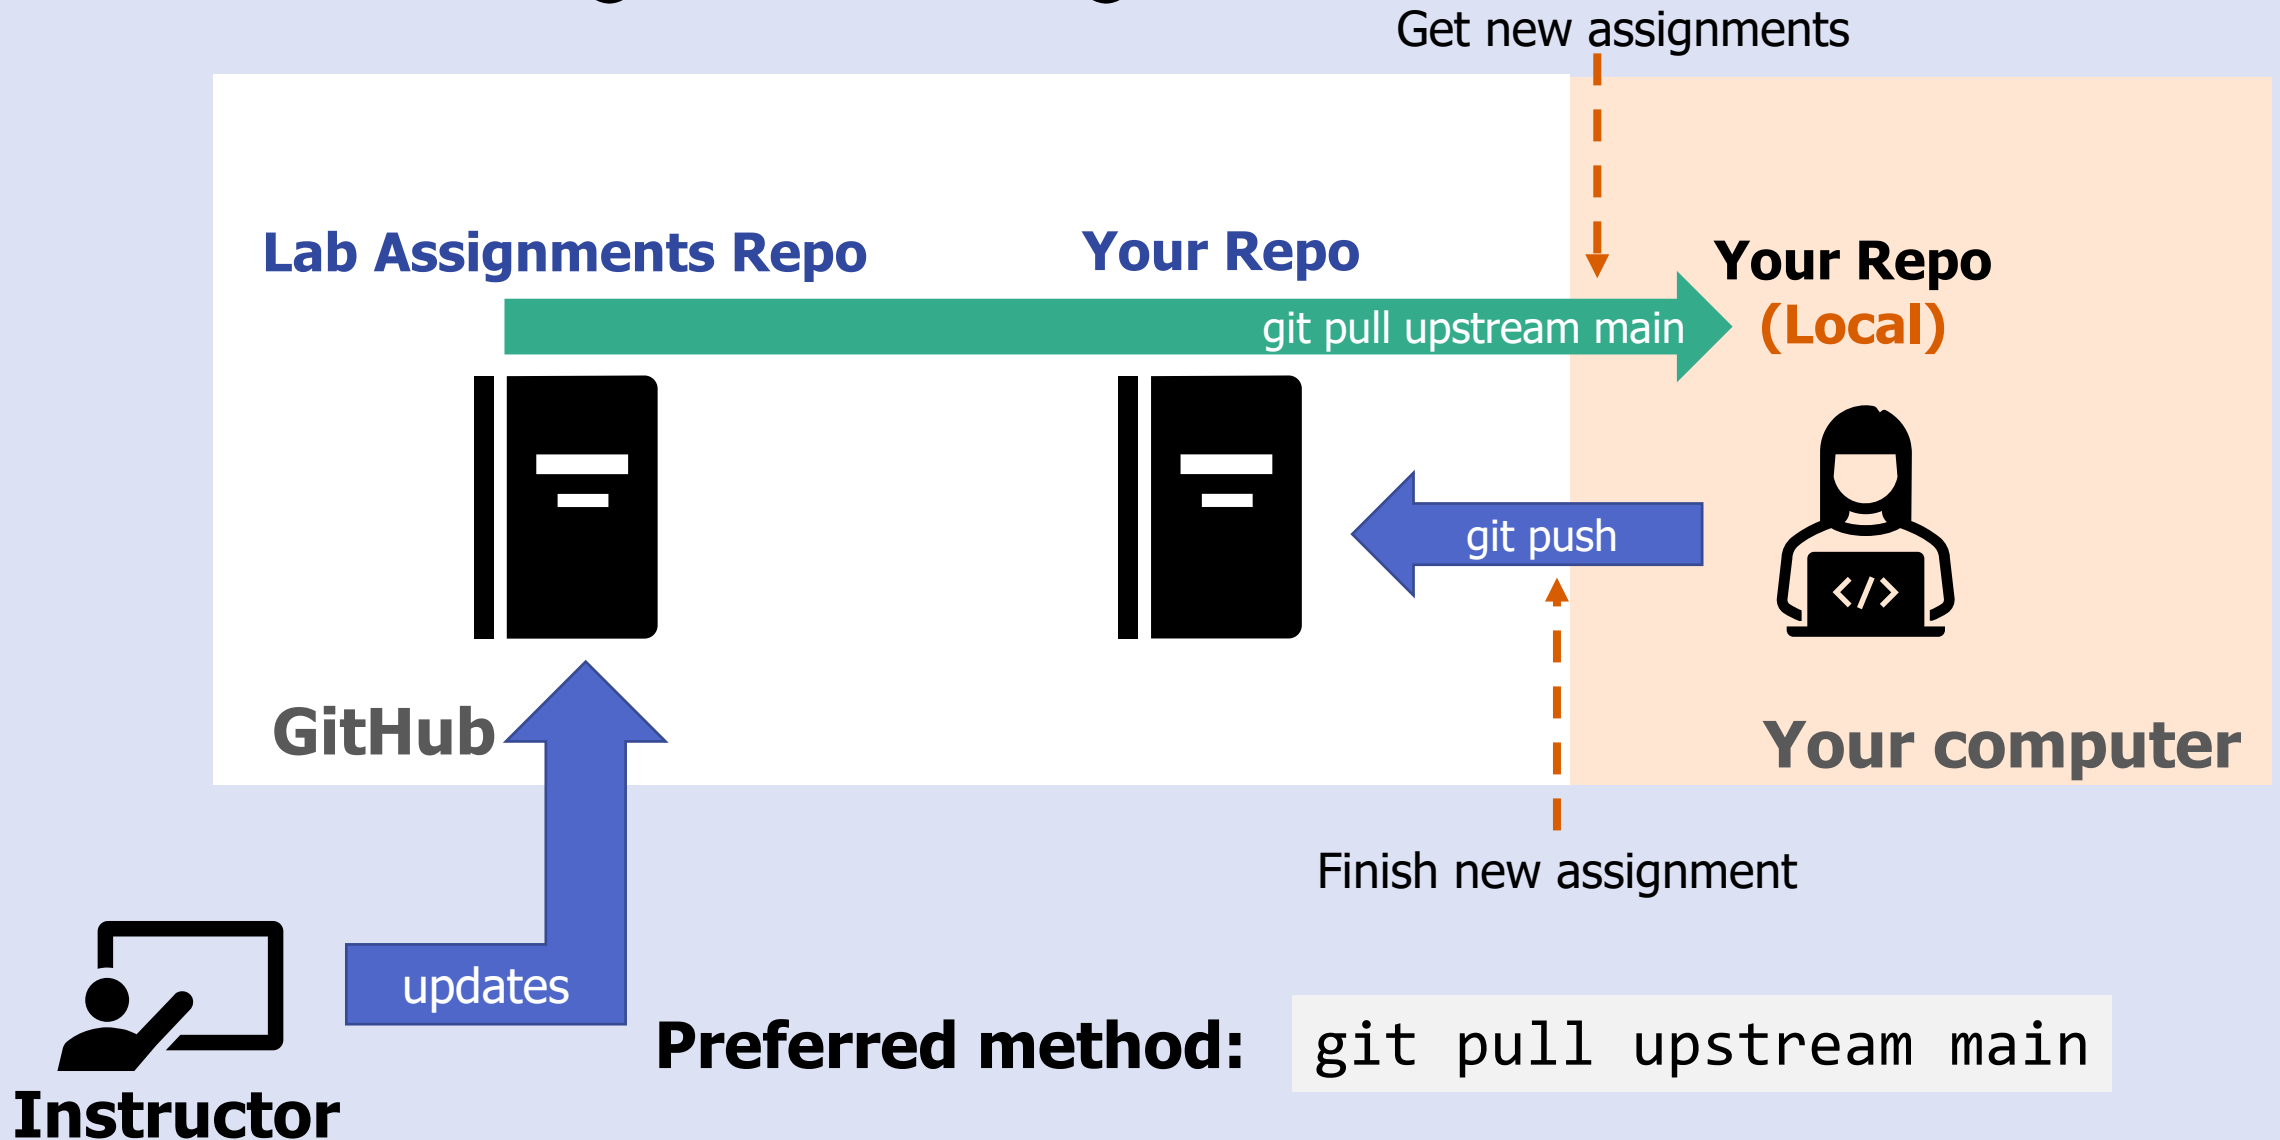 Get new assignments
Lab Assignments Repo
Your Repo
Your Repo
(Local)
git pull upstream main
git push
</>
GitHub
Your computer
Finish new assignment
updates
Preferred method:
git pull upstream main
Instructor